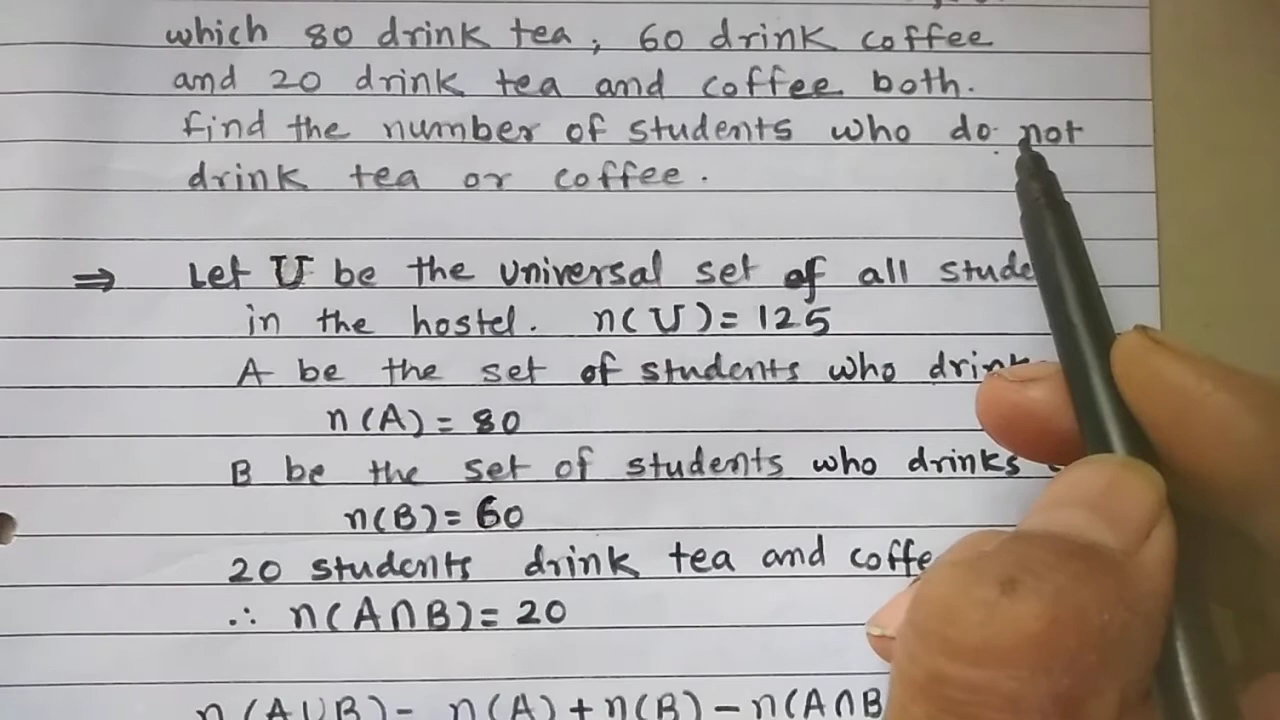 which 80 drink tea, 60 drink coffee
and 20 drink tea and coffee both.
find the number of students who do not
drink tea or coffee.
⇒ Let U be the universal set of all
in the hostel. n(U) = 125
A be the set of students who drink
n(A) = 80
B be the set of students who drinks
n(B) = 60
20 students drink tea and
∴ n(A∩B) = 20
n(A∪B) = n(A) + n(B) - n(A∩B